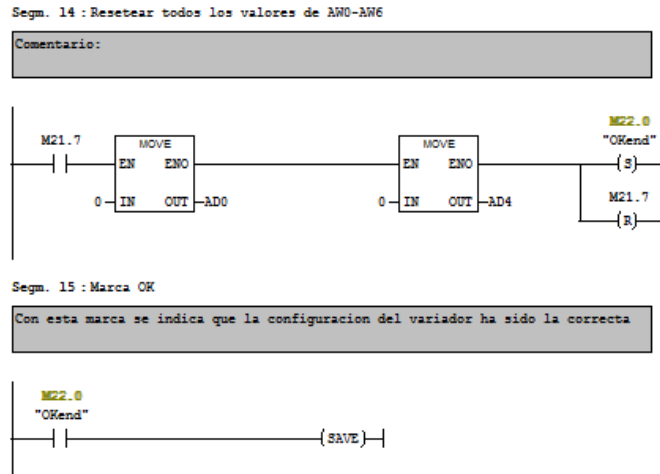 Segm. 14 : Resetear todos los valores de AW0-AW6
Comentario:
M22.0
M21.7 MOVE MOVE "OKend"
EN ENO EN ENO (S)
0 IN OUT AD0 0 IN OUT AD4 M21.7
(R)
Segm. 15 : Marca OK
Con esta marca se indica que la configuracion del variador ha sido la correcta
M22.0
"OKend"
(SAVE)